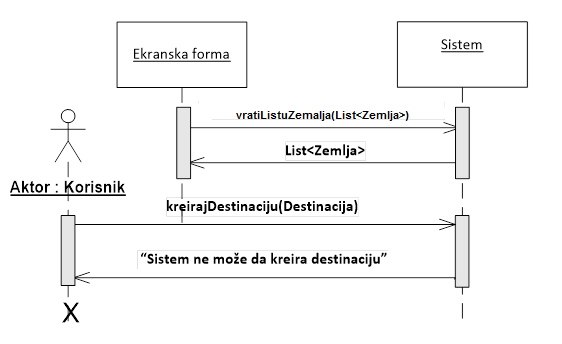 Ekranska forma
Sistem
vratiListuZemalja(List<Zemlja>)
List<Zemlja>
Aktor : Korisnik
kreirajDestinaciju(Destinacija)
“Sistem ne može da kreira destinaciju”
X